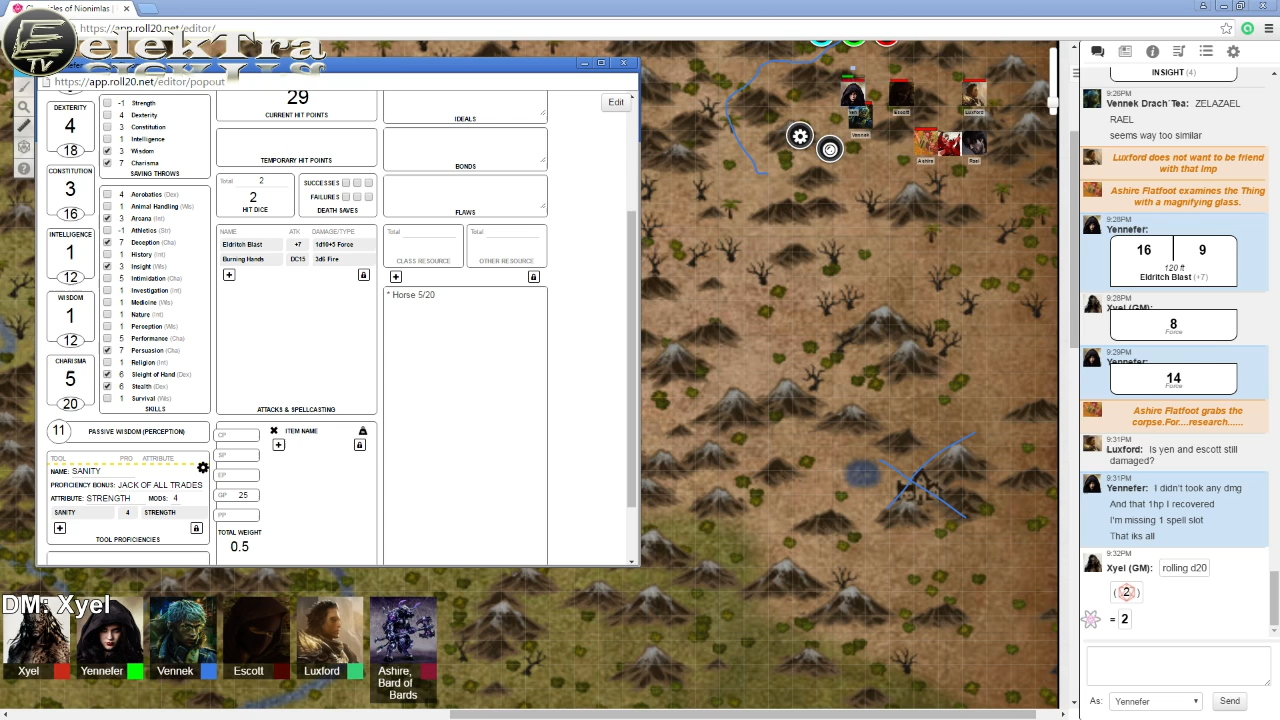 Chronicles of Nionimlas
https://app.roll20.net/editor/
ElekTra
TV
https://app.roll20.net/editor/popout
Edit
DEXTERITY
4
18
CONSTITUTION
3
16
INTELLIGENCE
1
12
WISDOM
1
12
CHARISMA
5
20
-1 Strength
4 Dexterity
3 Constitution
1 Intelligence
3 Wisdom
7 Charisma
SAVING THROWS
4 Acrobatics (Dex)
1 Animal Handling (Wis)
3 Arcana (Int)
-1 Athletics (Str)
7 Deception (Cha)
1 History (Int)
3 Insight (Wis)
5 Intimidation (Cha)
1 Investigation (Int)
1 Medicine (Wis)
1 Nature (Int)
1 Perception (Wis)
5 Performance (Cha)
7 Persuasion (Cha)
1 Religion (Int)
6 Sleight of Hand (Dex)
6 Stealth (Dex)
1 Survival (Wis)
SKILLS
11 PASSIVE WISDOM (PERCEPTION)
TOOL PRO ATTRIBUTE
NAME: SANITY
PROFICIENCY BONUS: JACK OF ALL TRADES
ATTRIBUTE: STRENGTH MODS: 4
SANITY 4 STRENGTH
TOOL PROFICIENCIES
29
CURRENT HIT POINTS
TEMPORARY HIT POINTS
Total 2
2
HIT DICE
SUCCESSES
FAILURES
DEATH SAVES
NAME ATK DAMAGE/TYPE
Eldritch Blast +7 1d10+5 Force
Burning Hands DC15 3d6 Fire
ATTACKS & SPELLCASTING
CP
SP
EP
GP 25
PP
ITEM NAME
TOTAL WEIGHT
0.5
IDEALS
BONDS
FLAWS
Total
CLASS RESOURCE
Total
OTHER RESOURCE
* Horse 5/20
Escott
Luxford
Vennek
Ashire
Rael
DM: Xyel
Xyel
Yennefer
Vennek
Escott
Luxford
Ashire,
Bard of
Bards
INSIGHT (4)
9:26PM
Vennek Drach´Tea: ZELAZAEL
RAEL
seems way too similar
Luxford does not want to be friend
with that Imp
Ashire Flatfoot examines the Thing
with a magnifying glass.
9:28PM
Yennefer:
16 9
120 ft
Eldritch Blast (+7)
9:28PM
Xyel (GM):
8
Force
9:29PM
Yennefer:
14
Force
Ashire Flatfoot grabs the
corpse.For....research......
9:31PM
Luxford: Is yen and escott still
damaged?
9:31PM
Yennefer: I didn't took any dmg
And that 1hp I recovered
I'm missing 1 spell slot
That iks all
9:32PM
Xyel (GM): rolling d20
(2)
= 2
As: Yennefer
Send